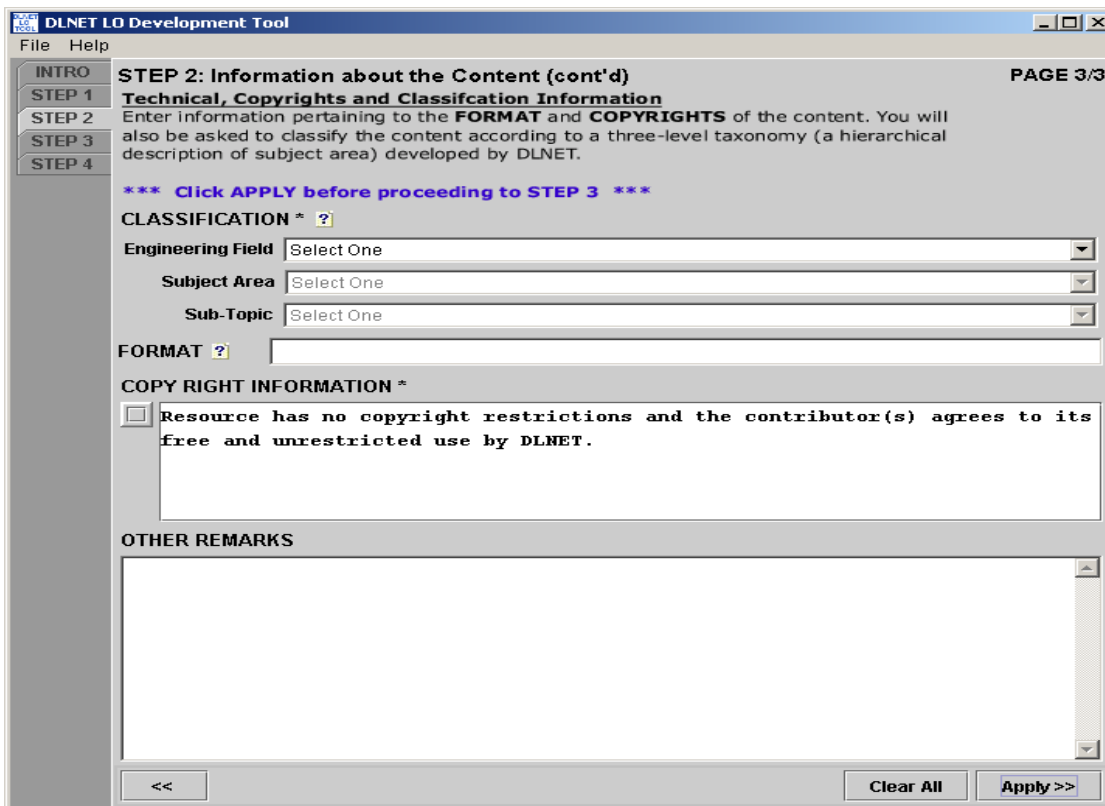 DLNET LO TOOL
DLNET LO Development Tool
File Help
INTRO
STEP 1
STEP 2
STEP 3
STEP 4
STEP 2: Information about the Content (cont'd) PAGE 3/3
Technical, Copyrights and Classifcation Information
Enter information pertaining to the FORMAT and COPYRIGHTS of the content. You will
also be asked to classify the content according to a three-level taxonomy (a hierarchical
description of subject area) developed by DLNET.
*** Click APPLY before proceeding to STEP 3 ***
CLASSIFICATION * ?
Engineering Field Select One
Subject Area Select One
Sub-Topic Select One
FORMAT ?
COPY RIGHT INFORMATION *
Resource has no copyright restrictions and the contributor(s) agrees to its
free and unrestricted use by DLNET.
OTHER REMARKS
<< Clear All Apply >>